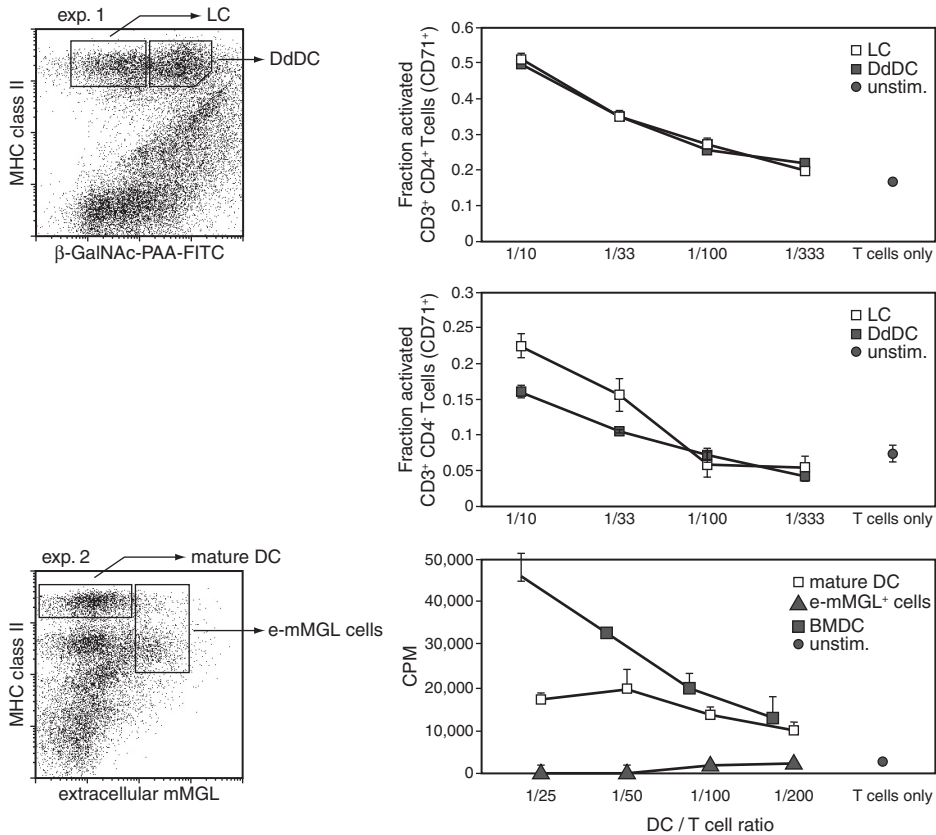 exp. 1
LC
DdDC
MHC class II
β-GalNAc-PAA-FITC
Fraction activated
CD3⁺ CD4⁺ Tcells (CD71⁺)
0.6
0.5
0.4
0.3
0.2
0.1
0
LC
DdDC
unstim.
1/10
1/33
1/100
1/333
T cells only
Fraction activated
CD3⁺ CD4⁻ Tcells (CD71⁺)
0.3
0.25
0.2
0.15
0.1
0.05
0
LC
DdDC
unstim.
1/10
1/33
1/100
1/333
T cells only
exp. 2
mature DC
e-mMGL cells
MHC class II
extracellular mMGL
CPM
50,000
40,000
30,000
20,000
10,000
0
mature DC
e-mMGL⁺ cells
BMDC
unstim.
1/25
1/50
1/100
1/200
T cells only
DC / T cell ratio